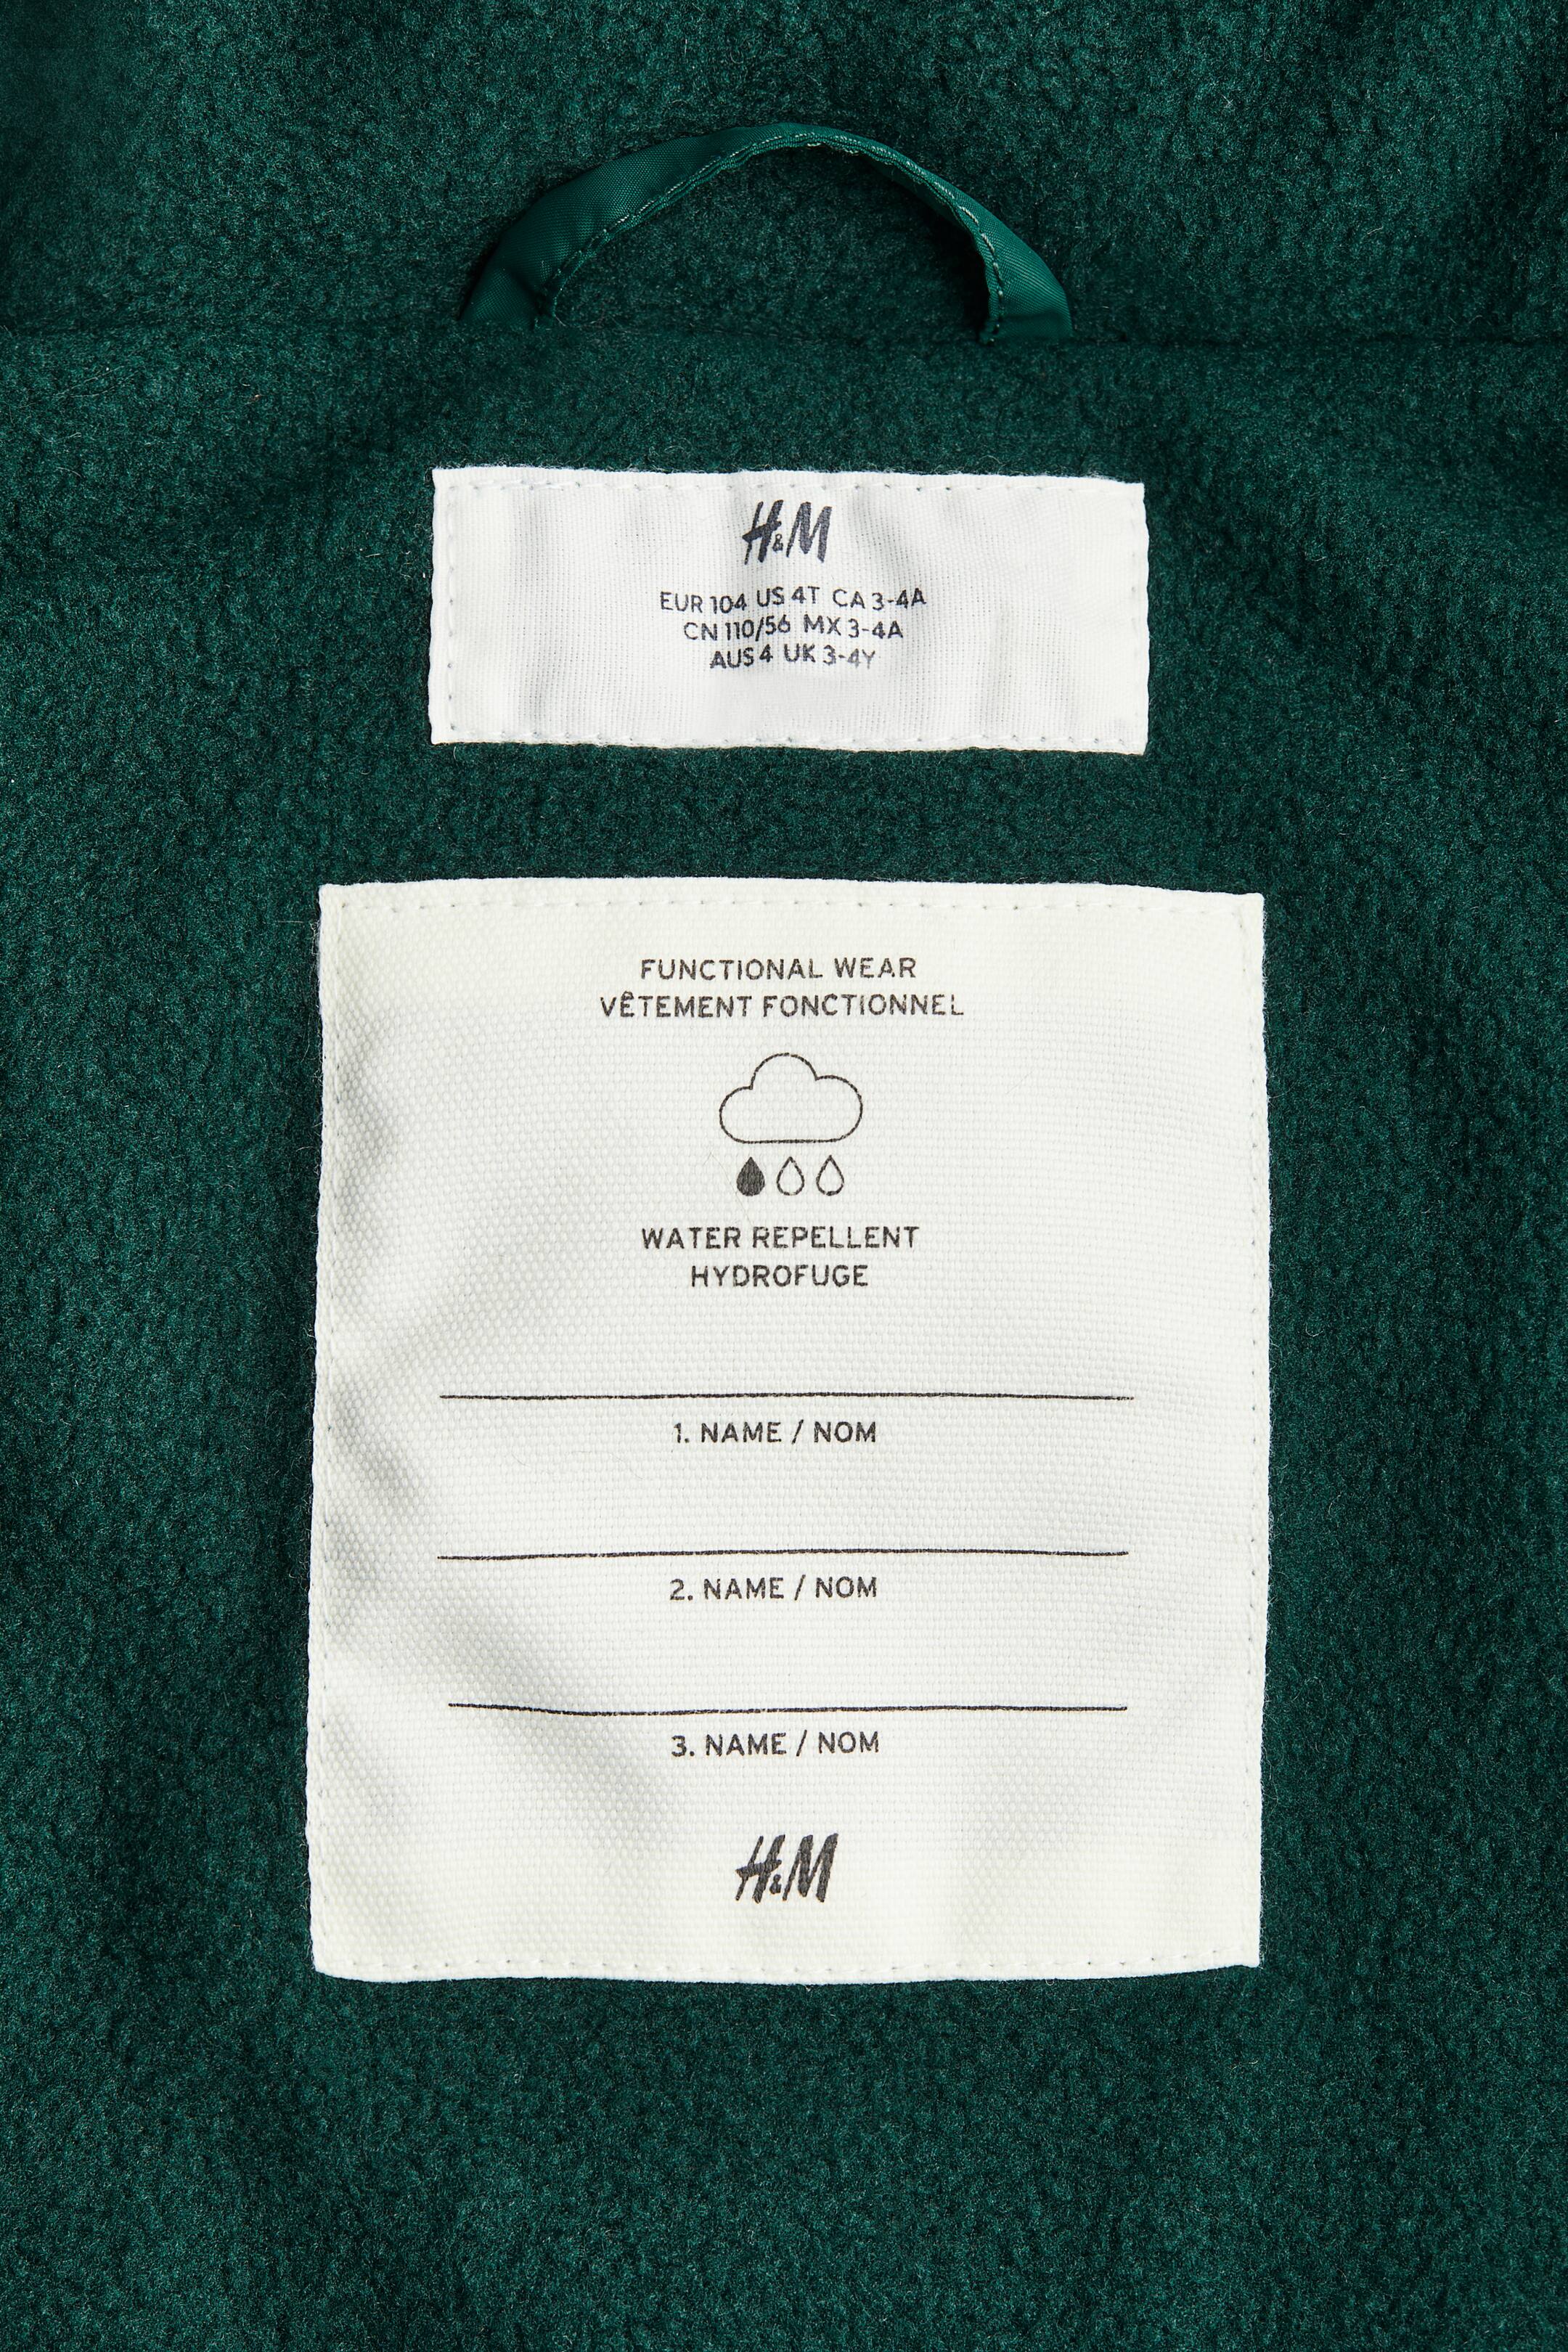 H&M
EUR 104 US 4T CA 3-4A
CN 110/56 MX 3-4A
AUS 4 UK 3-4Y
FUNCTIONAL WEAR
VÊTEMENT FONCTIONNEL
WATER REPELLENT
HYDROFUGE
1. NAME / NOM
2. NAME / NOM
3. NAME / NOM
H&M